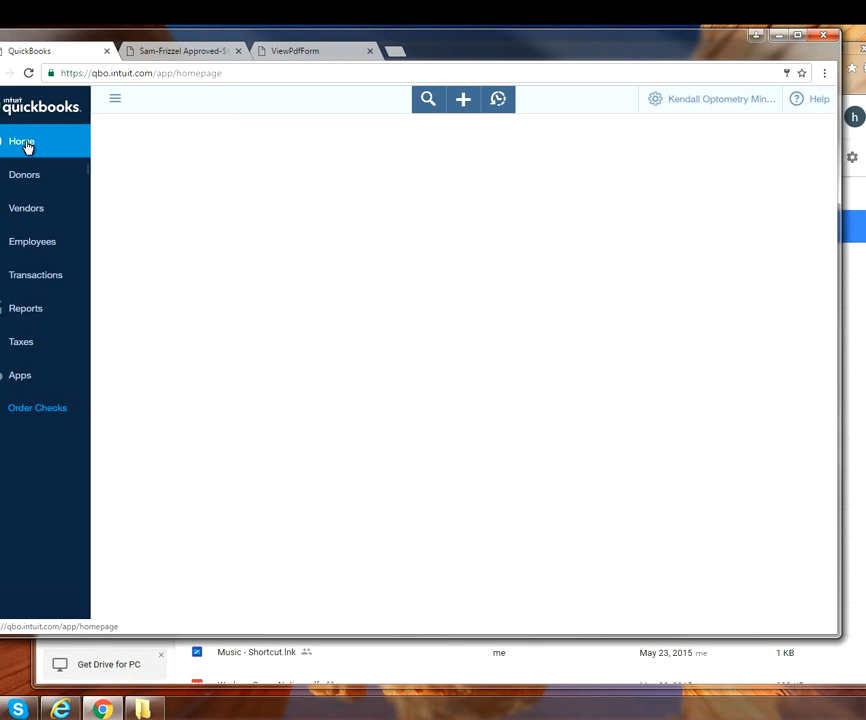 QuickBooks
Sam-Frizzel Approved-S
ViewPdfForm
https://qbo.intuit.com/app/homepage
intuit
quickbooks.
Kendall Optometry Min...
Help
h
Home
Donors
Vendors
Employees
Transactions
Reports
Taxes
Apps
Order Checks
://qbo.intuit.com/app/homepage
Music - Shortcut.lnk
me
May 23, 2015 me
1 KB
Get Drive for PC